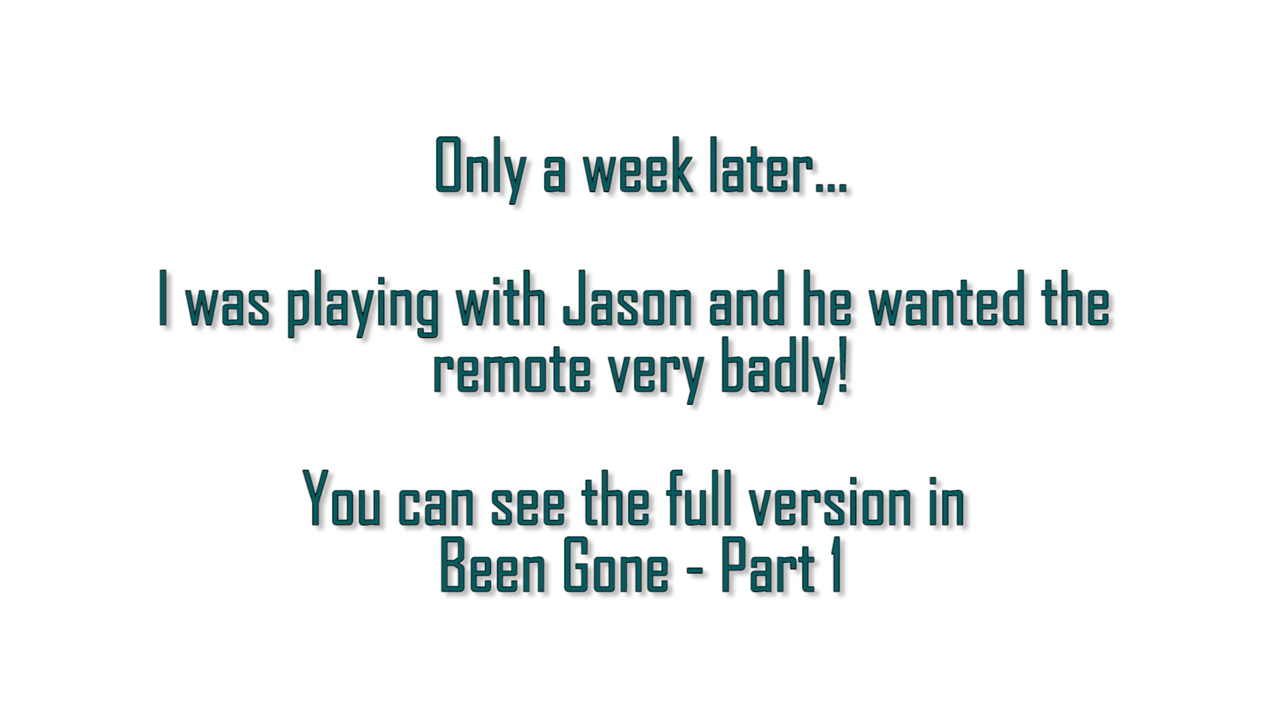 Only a week later...
I was playing with Jason and he wanted the
remote very badly!
You can see the full version in
Been Gone - Part 1